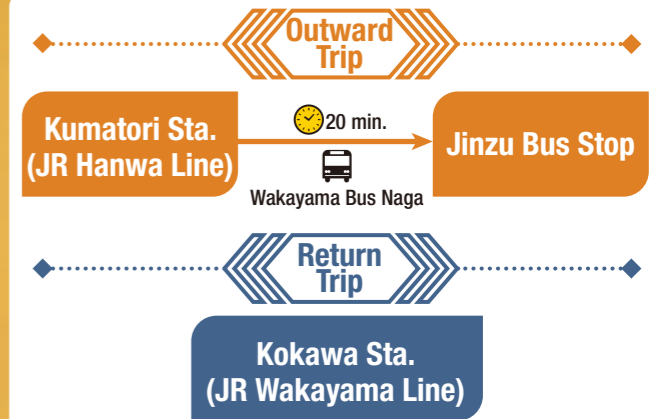 Outward
Trip
Kumatori Sta.
(JR Hanwa Line)
20 min.
Wakayama Bus Naga
Jinzu Bus Stop
Return
Trip
Kokawa Sta.
(JR Wakayama Line)